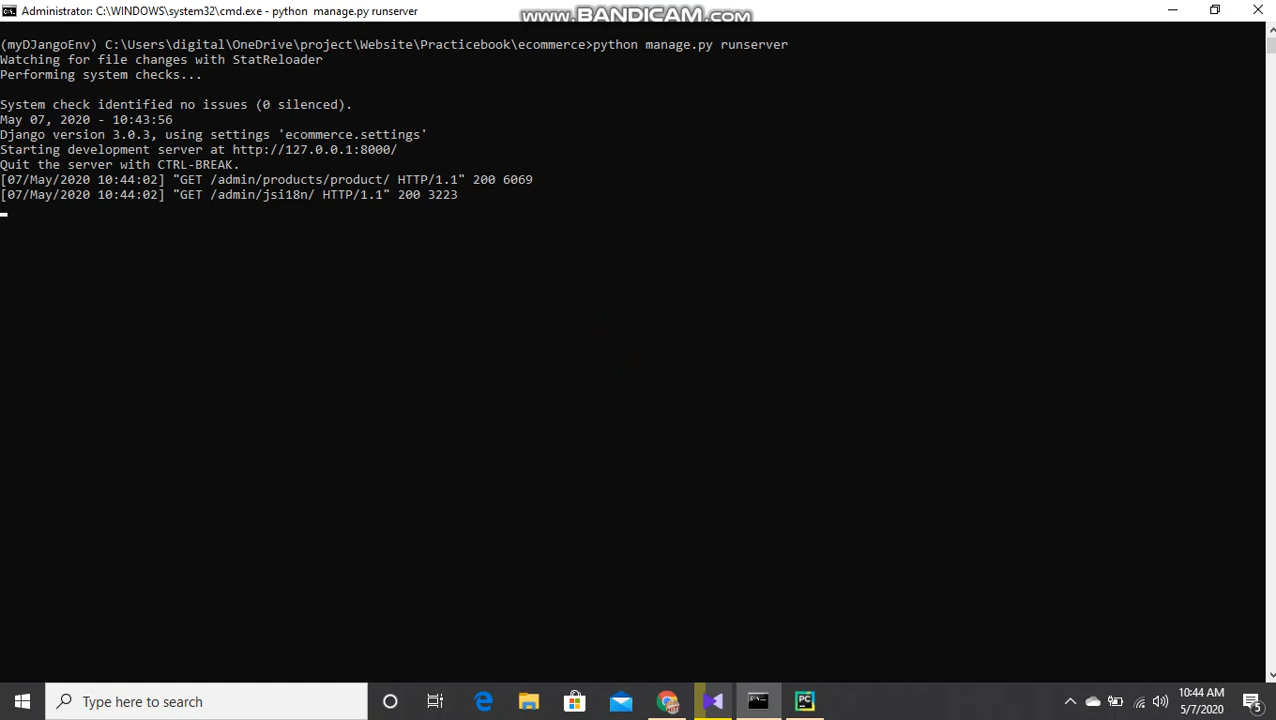 Administrator: C:\WINDOWS\system32\cmd.exe - python  manage.py runserver
www.BANDICAM.com
(myDJangoEnv) C:\Users\digital\OneDrive\project\Website\Practicebook\ecommerce>python manage.py runserver
Watching for file changes with StatReloader
Performing system checks...
System check identified no issues (0 silenced).
May 07, 2020 - 10:43:56
Django version 3.0.3, using settings 'ecommerce.settings'
Starting development server at http://127.0.0.1:8000/
Quit the server with CTRL-BREAK.
[07/May/2020 10:44:02] "GET /admin/products/product/ HTTP/1.1" 200 6069
[07/May/2020 10:44:02] "GET /admin/jsi18n/ HTTP/1.1" 200 3223
Type here to search
PC
10:44 AM
5/7/2020
5